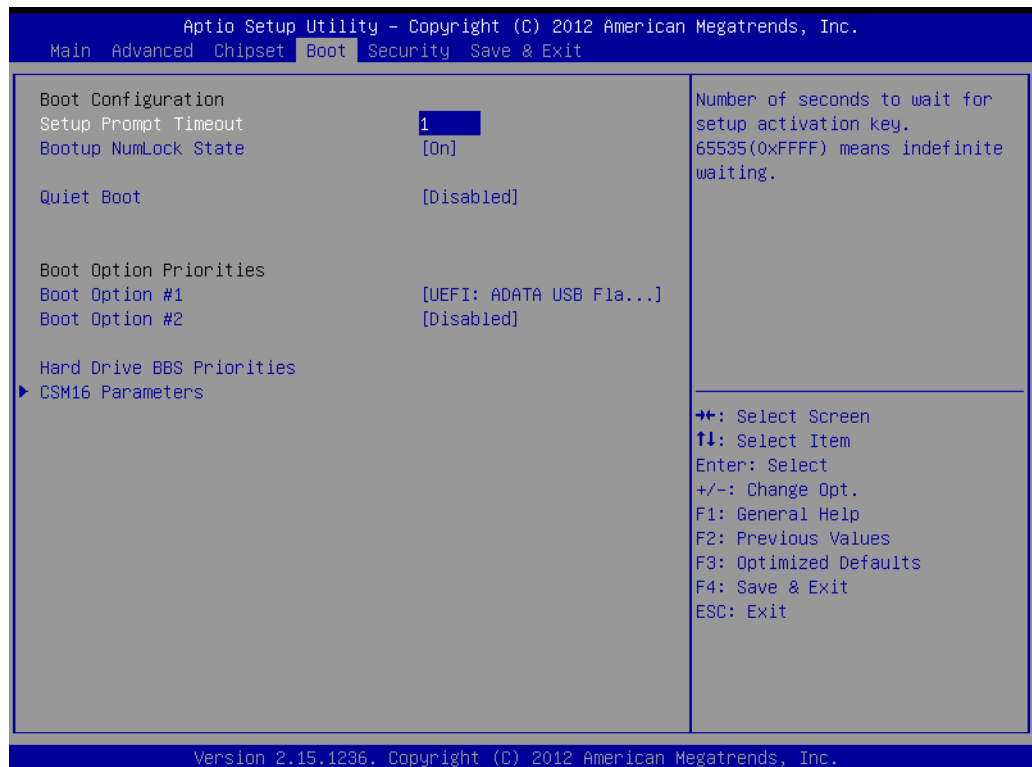 Aptio Setup Utility – Copyright (C) 2012 American Megatrends, Inc.
Main Advanced Chipset Boot Security Save & Exit
Boot Configuration
Setup Prompt Timeout 1
Bootup NumLock State [On]
Quiet Boot [Disabled]
Boot Option Priorities
Boot Option #1 [UEFI: ADATA USB Fla...]
Boot Option #2 [Disabled]
Hard Drive BBS Priorities
CSM16 Parameters
Number of seconds to wait for
setup activation key.
65535(0xFFFF) means indefinite
waiting.
→←: Select Screen
↑↓: Select Item
Enter: Select
+/-: Change Opt.
F1: General Help
F2: Previous Values
F3: Optimized Defaults
F4: Save & Exit
ESC: Exit
Version 2.15.1236. Copyright (C) 2012 American Megatrends, Inc.